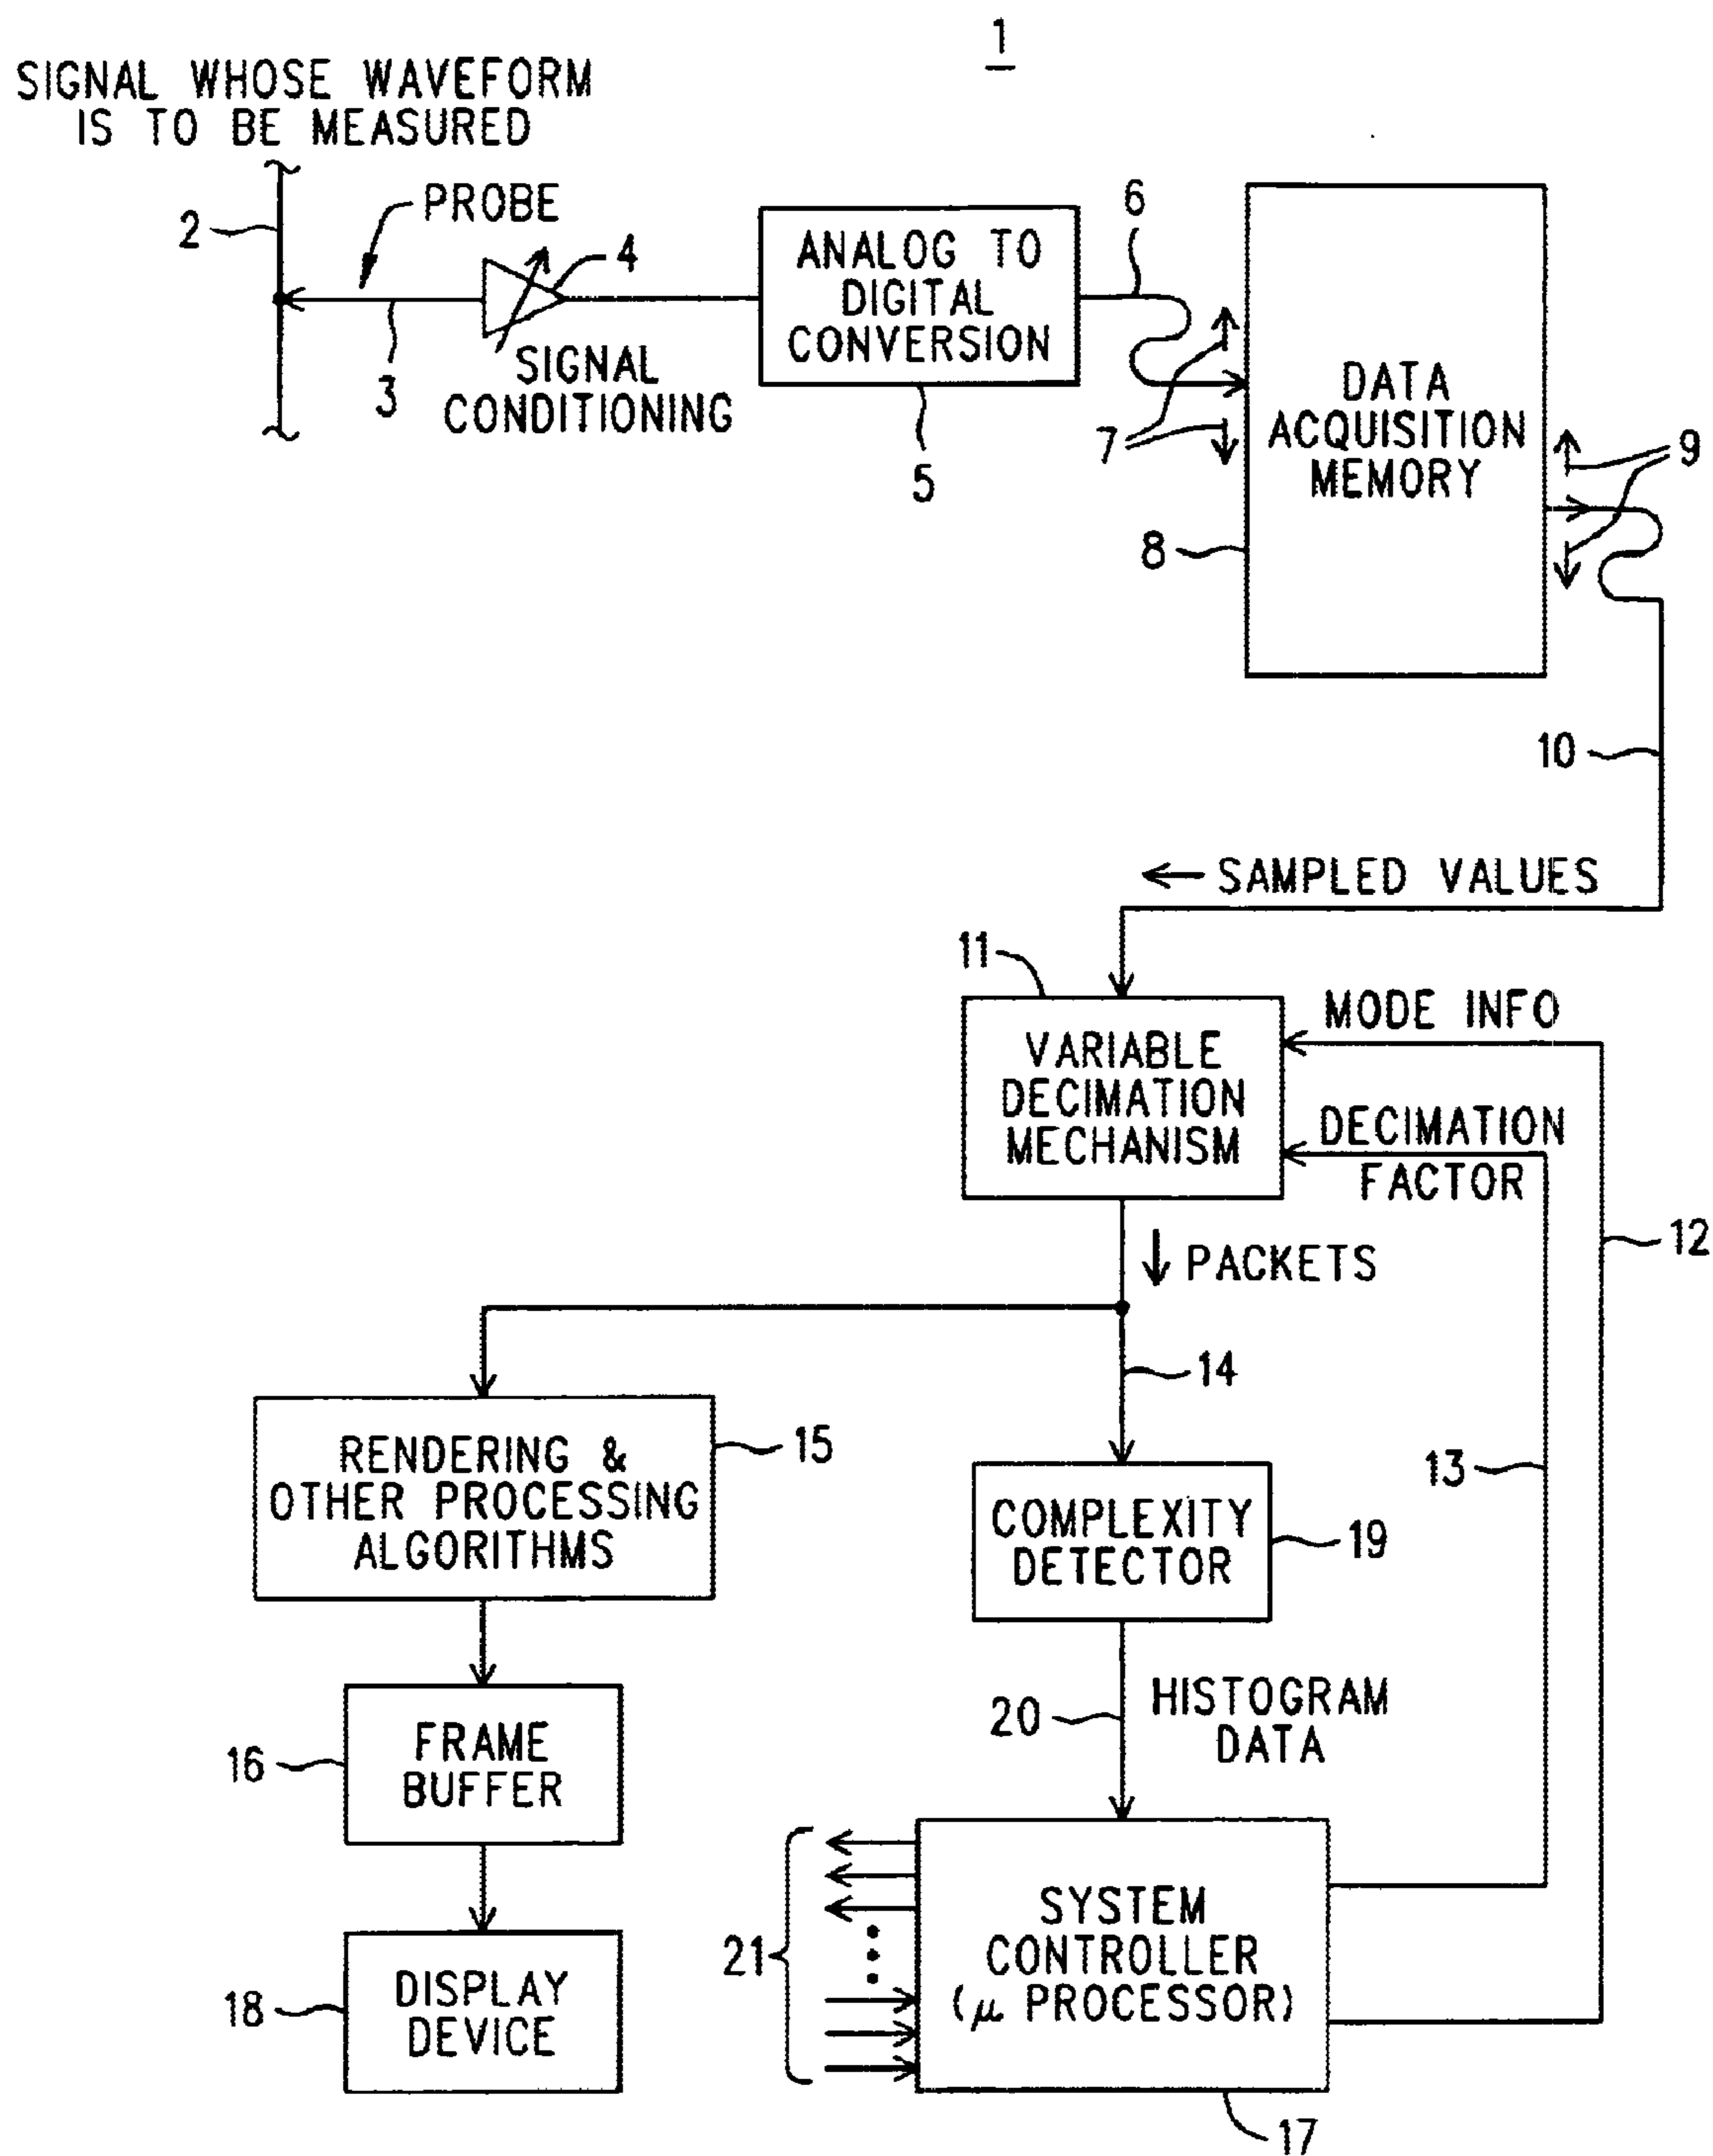 1
SIGNAL WHOSE WAVEFORM
IS TO BE MEASURED
2
PROBE
3
4
SIGNAL
CONDITIONING
ANALOG TO
DIGITAL
CONVERSION
5
6
7
DATA
ACQUISITION
MEMORY
8
9
10
← SAMPLED VALUES
11
VARIABLE
DECIMATION
MECHANISM
MODE INFO
DECIMATION
FACTOR
12
↓ PACKETS
14
13
RENDERING &
OTHER PROCESSING
ALGORITHMS
15
COMPLEXITY
DETECTOR
19
FRAME
BUFFER
16
20
HISTOGRAM
DATA
DISPLAY
DEVICE
18
21
SYSTEM
CONTROLLER
(μ PROCESSOR)
17